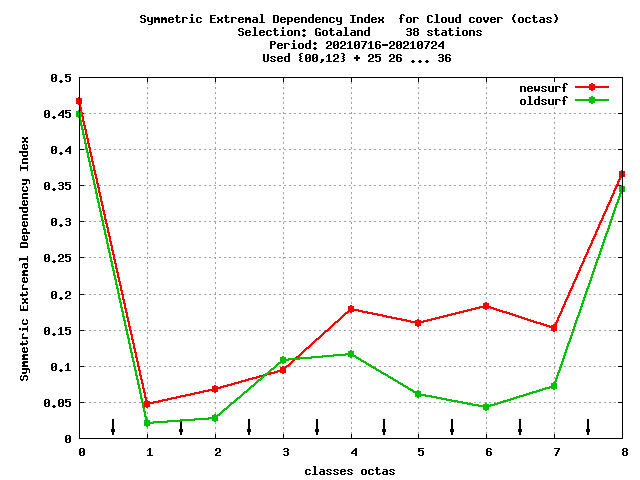 Symmetric Extremal Dependency Index  for Cloud cover (octas)
Selection: Gotaland     38 stations
Period: 20210716-20210724
Used {00,12} + 25 26 ... 36
newsurf
oldsurf
Symmetric Extremal Dependency Index
0.5
0.45
0.4
0.35
0.3
0.25
0.2
0.15
0.1
0.05
0
0 1 2 3 4 5 6 7 8
classes octas